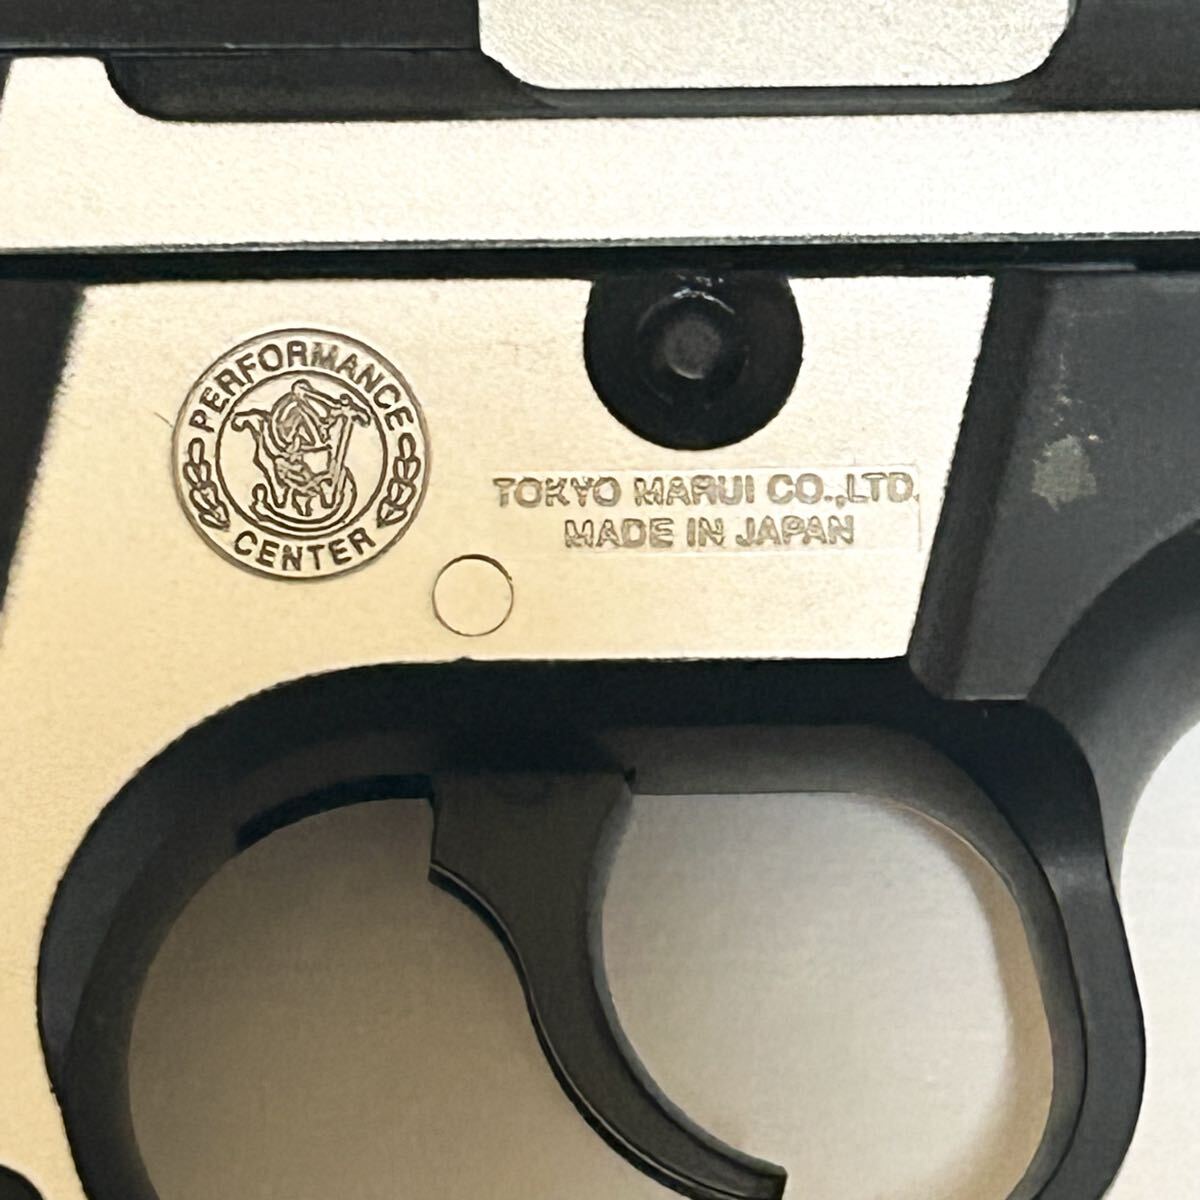 PERFORMANCE
CENTER
TOKYO MARUI CO.,LTD.
MADE IN JAPAN